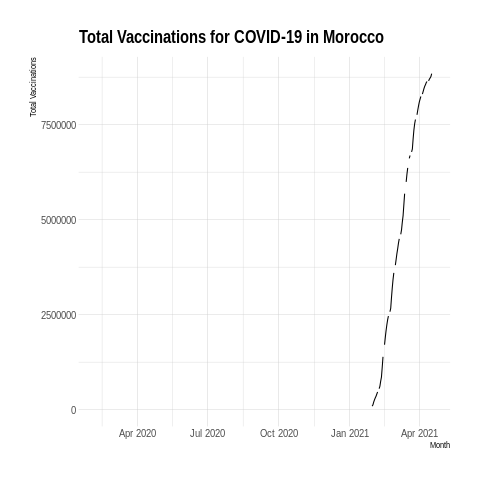 Total Vaccinations for COVID-19 in Morocco
Total Vaccinations
7500000
5000000
2500000
0
Apr 2020 Jul 2020 Oct 2020 Jan 2021 Apr 2021
Month